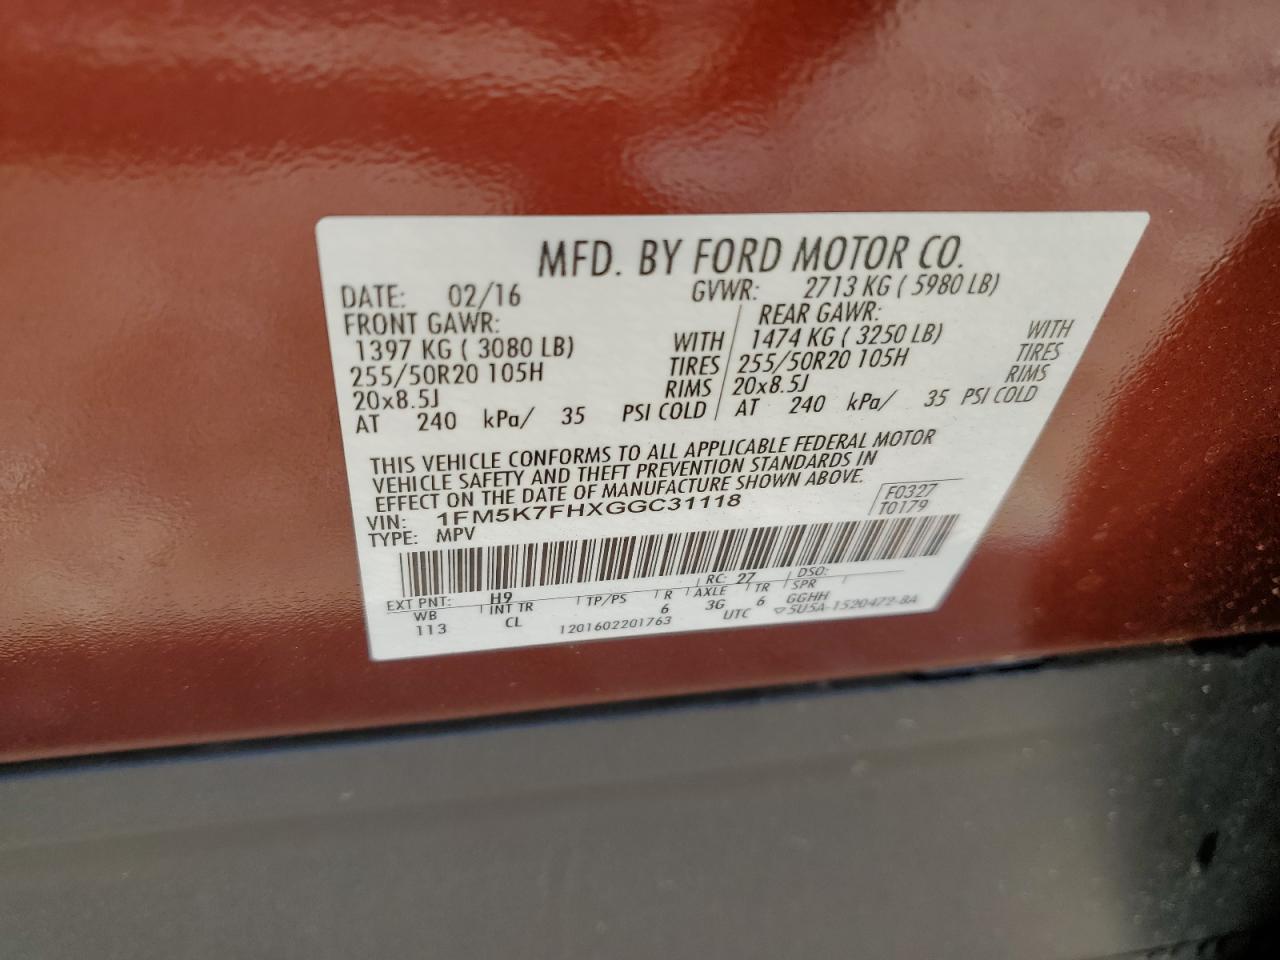 MFD. BY FORD MOTOR CO.
DATE: 02/16 GVWR: 2713 KG ( 5980 LB)
FRONT GAWR: REAR GAWR:
1397 KG ( 3080 LB) WITH 1474 KG ( 3250 LB) WITH
255/50R20 105H TIRES 255/50R20 105H TIRES
20x8.5J RIMS 20x8.5J RIMS
AT 240 kPa/ 35 PSI COLD AT 240 kPa/ 35 PSI COLD
THIS VEHICLE CONFORMS TO ALL APPLICABLE FEDERAL MOTOR
VEHICLE SAFETY AND THEFT PREVENTION STANDARDS IN
EFFECT ON THE DATE OF MANUFACTURE SHOWN ABOVE.
VIN: 1FM5K7FHXGGC31118 F0327
TYPE: MPV T0179
EXT PNT: H9 RC: 27 DSO:
WB INT TR TP/PS R AXLE TR SPR
113 CL 6 3G 6 GGHH
1201602201763 UTC ▽5U5A-1520472-BA